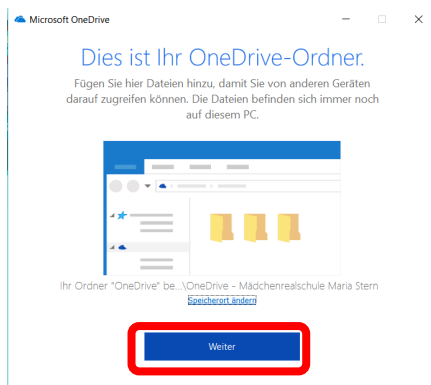 Microsoft OneDrive
Dies ist Ihr OneDrive-Ordner.
Fügen Sie hier Dateien hinzu, damit Sie von anderen Geräten
darauf zugreifen können. Die Dateien befinden sich immer noch
auf diesem PC.
Ihr Ordner "OneDrive" be...\OneDrive - Mädchenrealschule Maria Stern
Speicherort ändern
Weiter